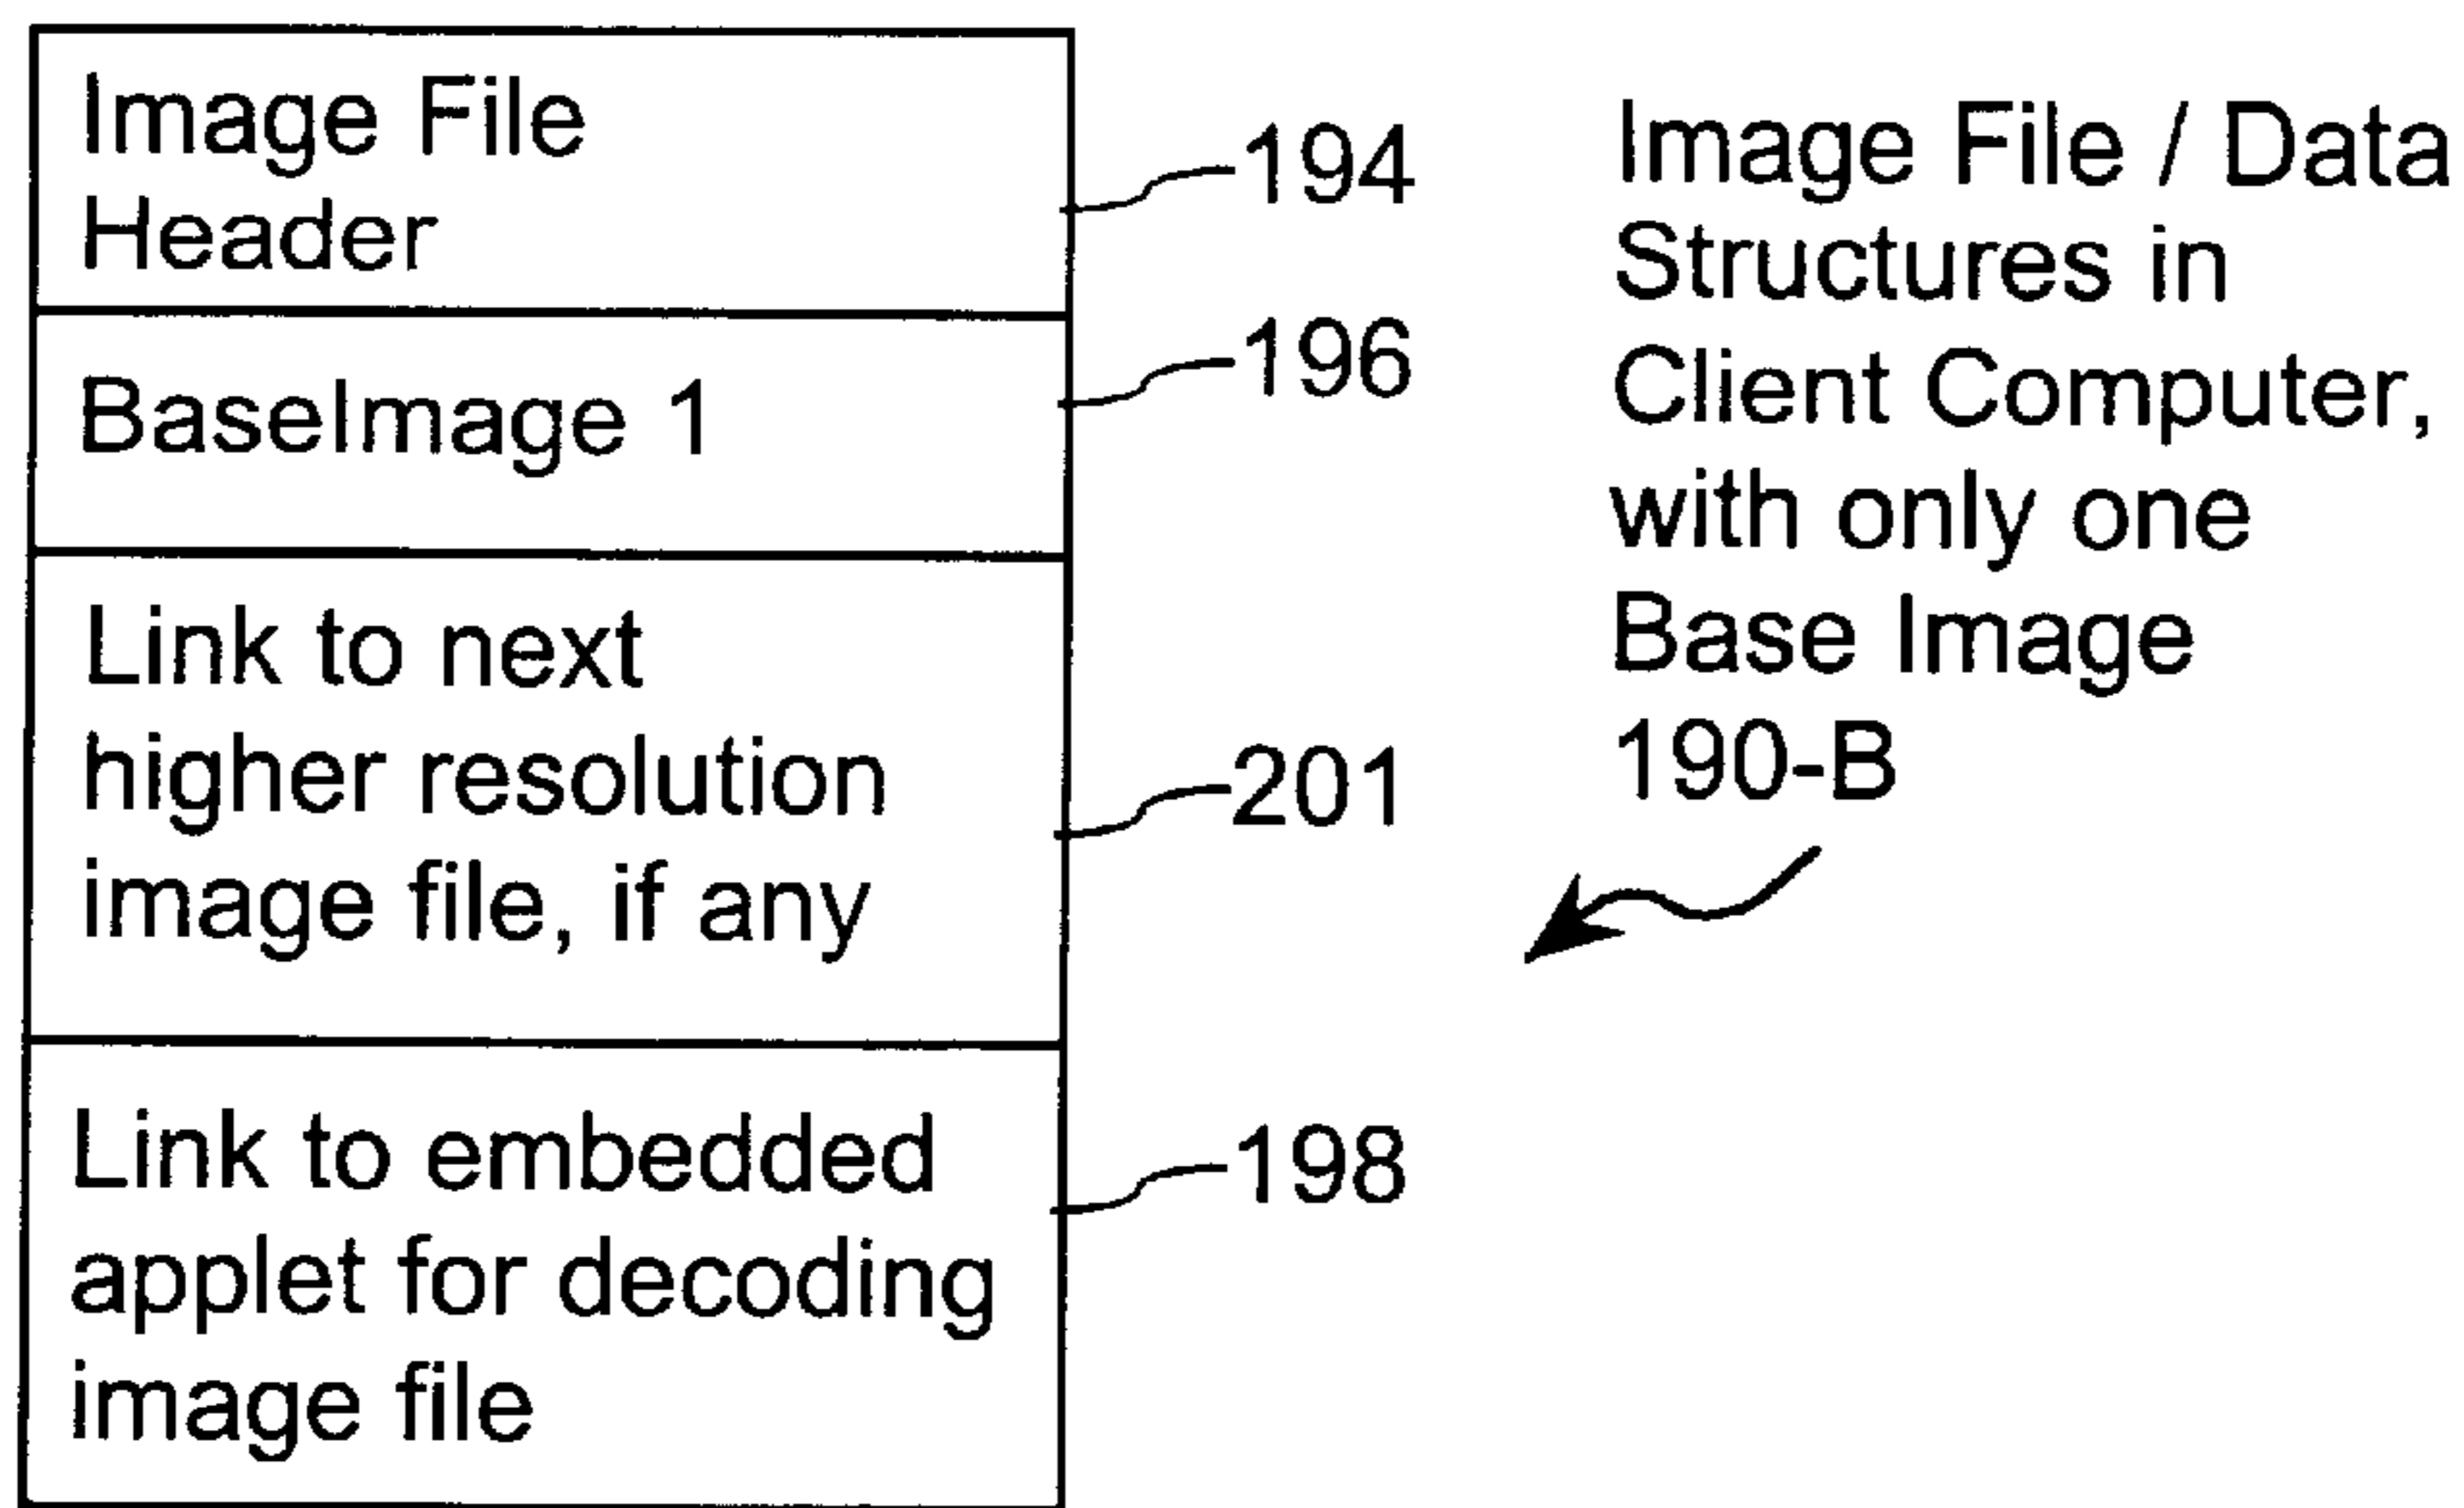 Image File
Header
194
BaseImage 1
196
Link to next
higher resolution
image file, if any
201
Link to embedded
applet for decoding
image file
198
Image File / Data
Structures in
Client Computer,
with only one
Base Image
190-B